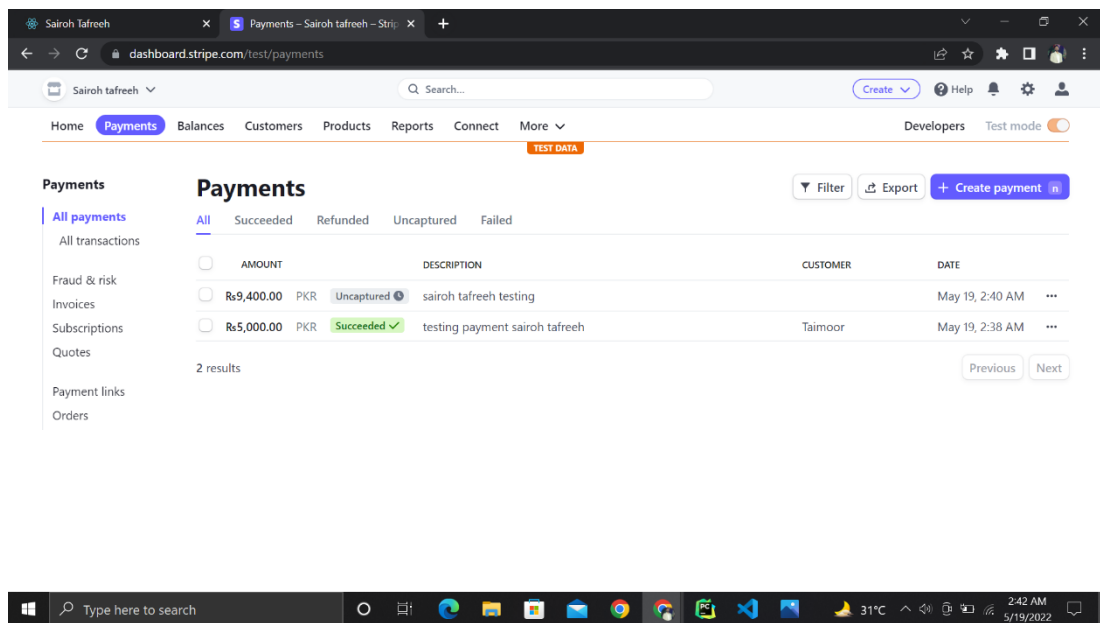 Sairoh Tafreeh
S Payments – Sairoh tafreeh – Strip
dashboard.stripe.com/test/payments
Sairoh tafreeh Search... Create Help
Home Payments Balances Customers Products Reports Connect More Developers Test mode
TEST DATA
Payments Payments Filter Export + Create payment n
All payments All Succeeded Refunded Uncaptured Failed
All transactions
AMOUNT DESCRIPTION CUSTOMER DATE
Fraud & risk
Rs9,400.00 PKR Uncaptured sairoh tafreeh testing May 19, 2:40 AM
Invoices
Subscriptions Rs5,000.00 PKR Succeeded testing payment sairoh tafreeh Taimoor May 19, 2:38 AM
Quotes
2 results Previous Next
Payment links
Orders
Type here to search PC 31°C 2:42 AM
5/19/2022